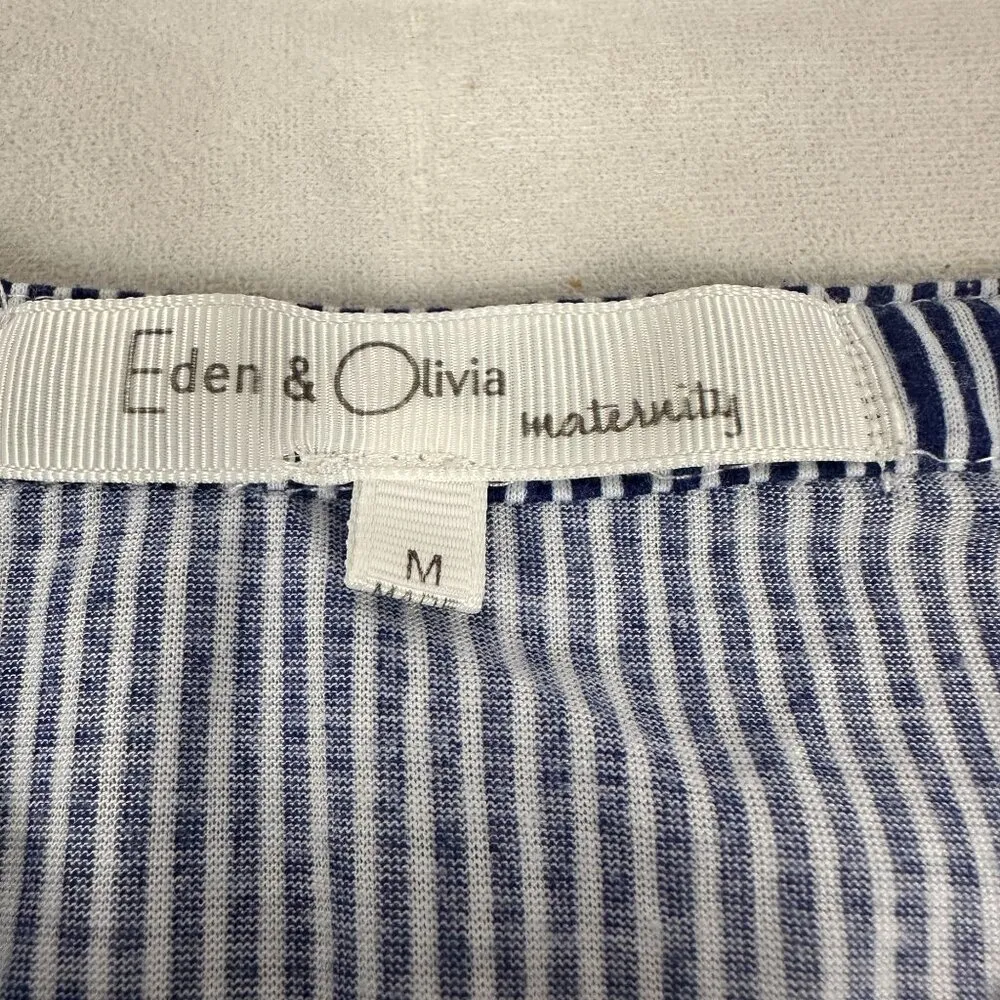 Eden & Olivia
maternity
M